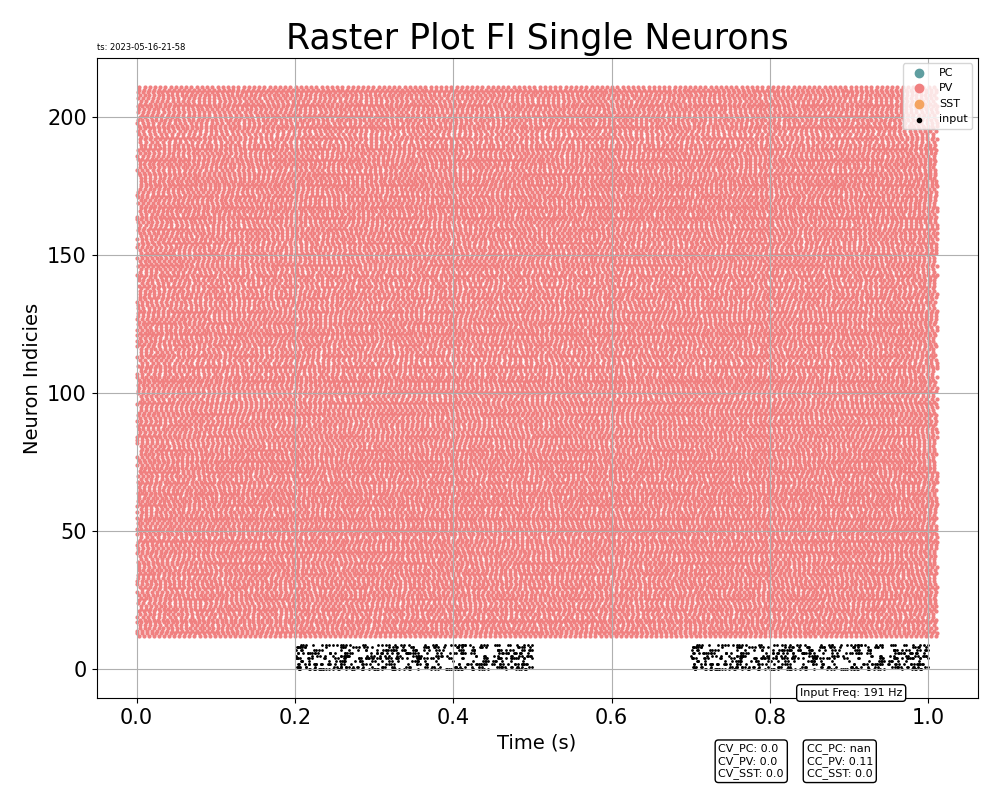 Raster Plot FI Single Neurons
ts: 2023-05-16-21-58
PC
PV
SST
input
200
150
100
50
0
Neuron Indicies
Input Freq: 191 Hz
0.0 0.2 0.4 0.6 0.8 1.0
Time (s)
CV_PC: 0.0
CV_PV: 0.0
CV_SST: 0.0
CC_PC: nan
CC_PV: 0.11
CC_SST: 0.0